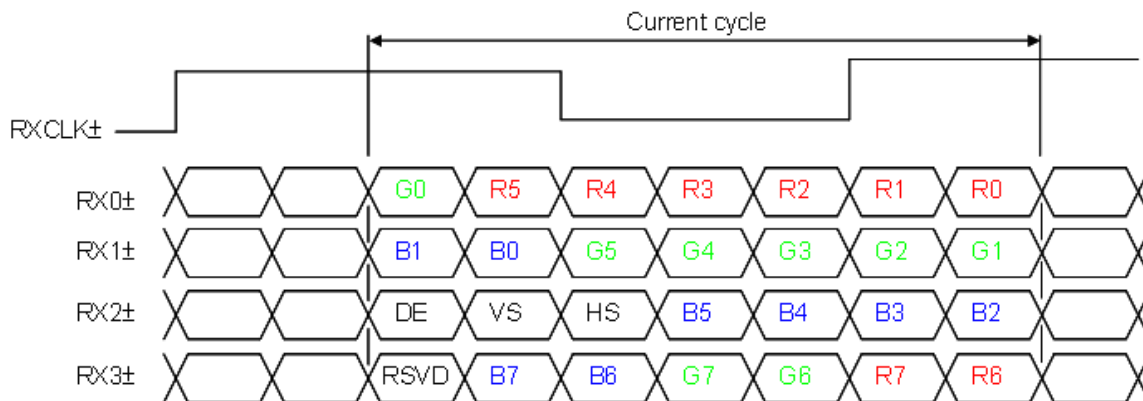 Current cycle
RXCLK±
RX0± G0 R5 R4 R3 R2 R1 R0
RX1± B1 B0 G5 G4 G3 G2 G1
RX2± DE VS HS B5 B4 B3 B2
RX3± RSVD B7 B6 G7 G6 R7 R6